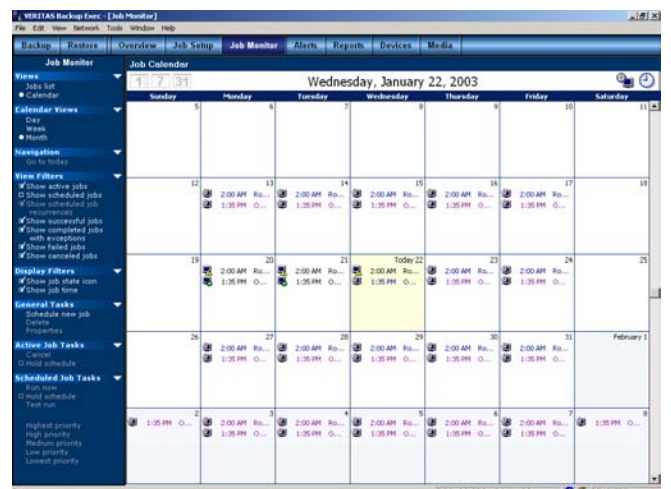 VERITAS Backup Exec - [Job Monitor]
File Edit View Network Tools Window Help
Backup Restore Overview Job Setup Job Monitor Alerts Reports Devices Media
Job Monitor
Views
Jobs list
Calendar
Calendar Views
Day
Week
Month
Navigation
Go to today
View Filters
Show active jobs
Show scheduled jobs
Show scheduled job
recurrences
Show successful jobs
Show completed jobs
with exceptions
Show failed jobs
Show canceled jobs
Display Filters
Show job state icon
Show job time
General Tasks
Schedule new job
Delete
Properties
Active Job Tasks
Cancel
Hold schedule
Scheduled Job Tasks
Run now
Hold schedule
Test run
Highest priority
High priority
Medium priority
Low priority
Lowest priority
Job Calendar
1 7 31 Wednesday, January 22, 2003
Sunday Monday Tuesday Wednesday Thursday Friday Saturday
5 6 7 8 9 10 11
12 13 14 15 16 17 18
2:00 AM Ro... 2:00 AM Ro... 2:00 AM Ro... 2:00 AM Ro... 2:00 AM Ro...
1:35 PM O... 1:35 PM O... 1:35 PM O... 1:35 PM O... 1:35 PM O...
19 20 21 Today 22 23 24 25
2:00 AM Ro... 2:00 AM Ro... 2:00 AM Ro... 2:00 AM Ro... 2:00 AM Ro...
1:35 PM O... 1:35 PM O... 1:35 PM O... 1:35 PM O... 1:35 PM O...
26 27 28 29 30 31 February 1
2:00 AM Ro... 2:00 AM Ro... 2:00 AM Ro... 2:00 AM Ro... 2:00 AM Ro...
1:35 PM O... 1:35 PM O... 1:35 PM O... 1:35 PM O... 1:35 PM O...
2 3 4 5 6 7 8
1:35 PM O... 2:00 AM Ro... 2:00 AM Ro... 2:00 AM Ro... 2:00 AM Ro... 2:00 AM Ro... 1:35 PM O...
1:35 PM O... 1:35 PM O... 1:35 PM O... 1:35 PM O... 1:35 PM O...